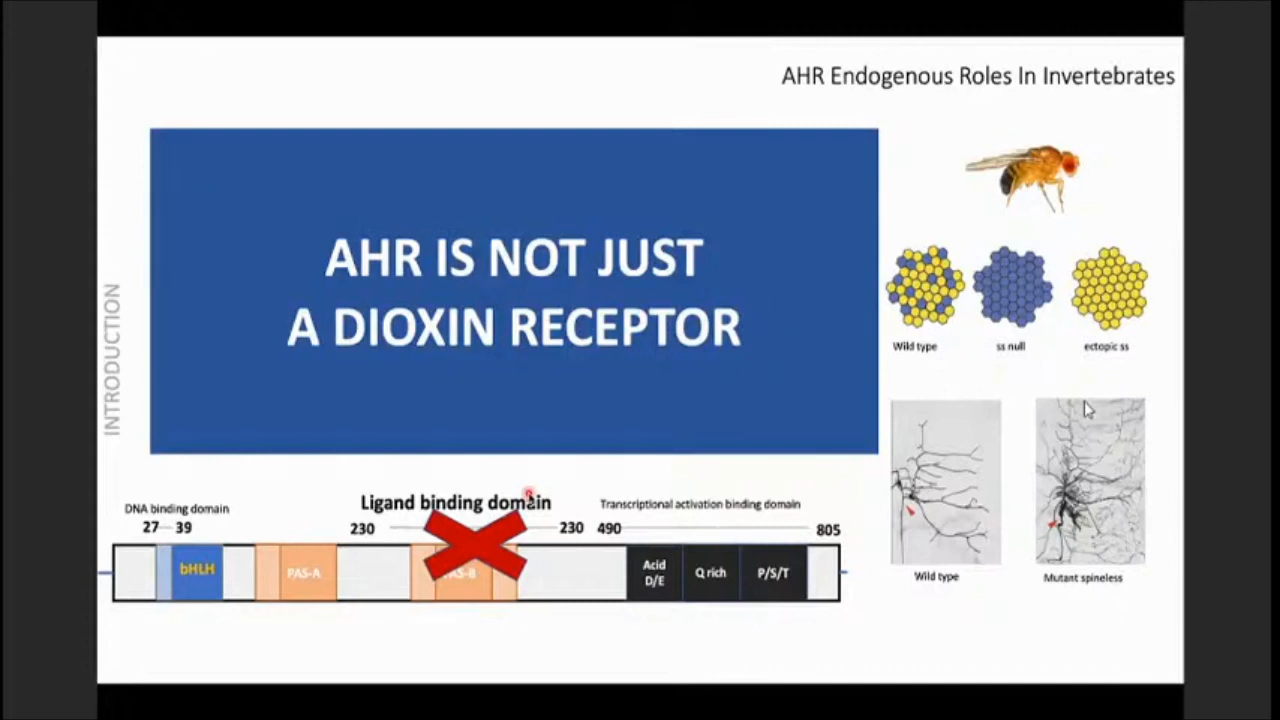 AHR Endogenous Roles In Invertebrates
AHR IS NOT JUST
A DIOXIN RECEPTOR
INTRODUCTION
Wild type
ss null
ectopic ss
Wild type
Mutant spineless
DNA binding domain
Ligand binding domain
Transcriptional activation binding domain
27 39
230
230
490
805
bHLH
PAS-A
AS-B
Acid
D/E
Q rich
P/S/T